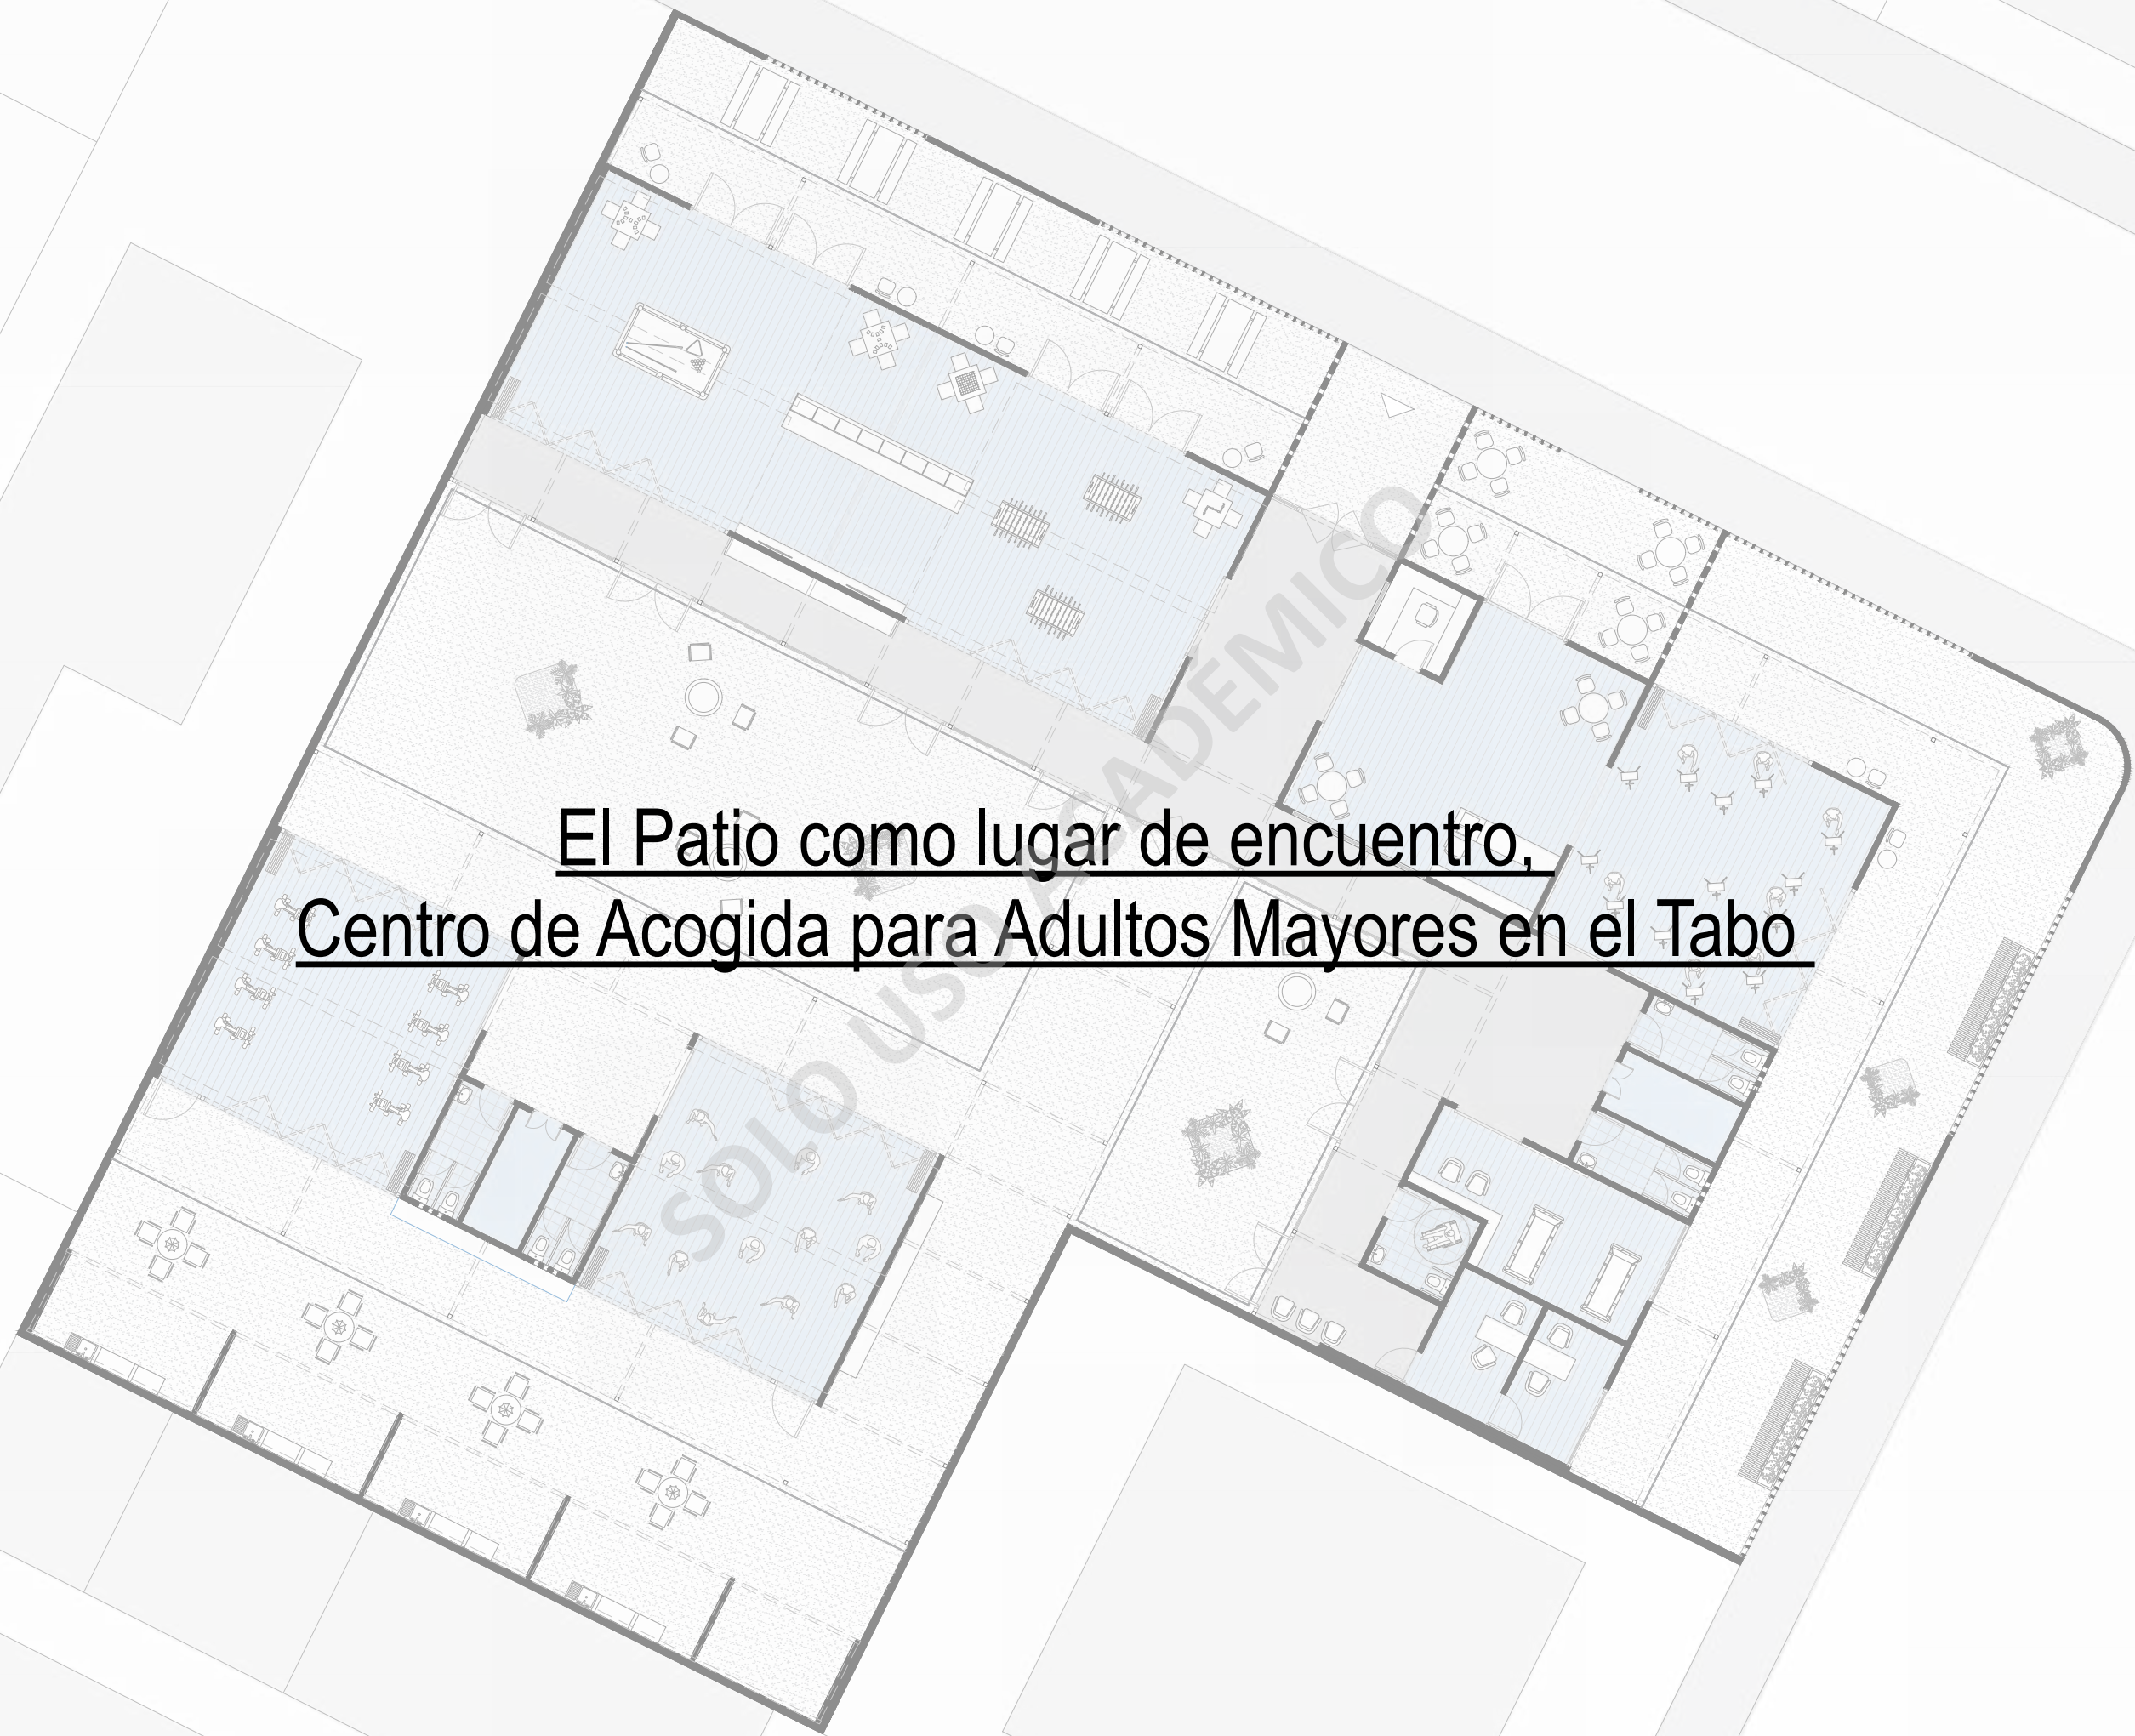 El Patio como lugar de encuentro,
Centro de Acogida para Adultos Mayores en el Tabo
SOLO USO ACADÉMICO